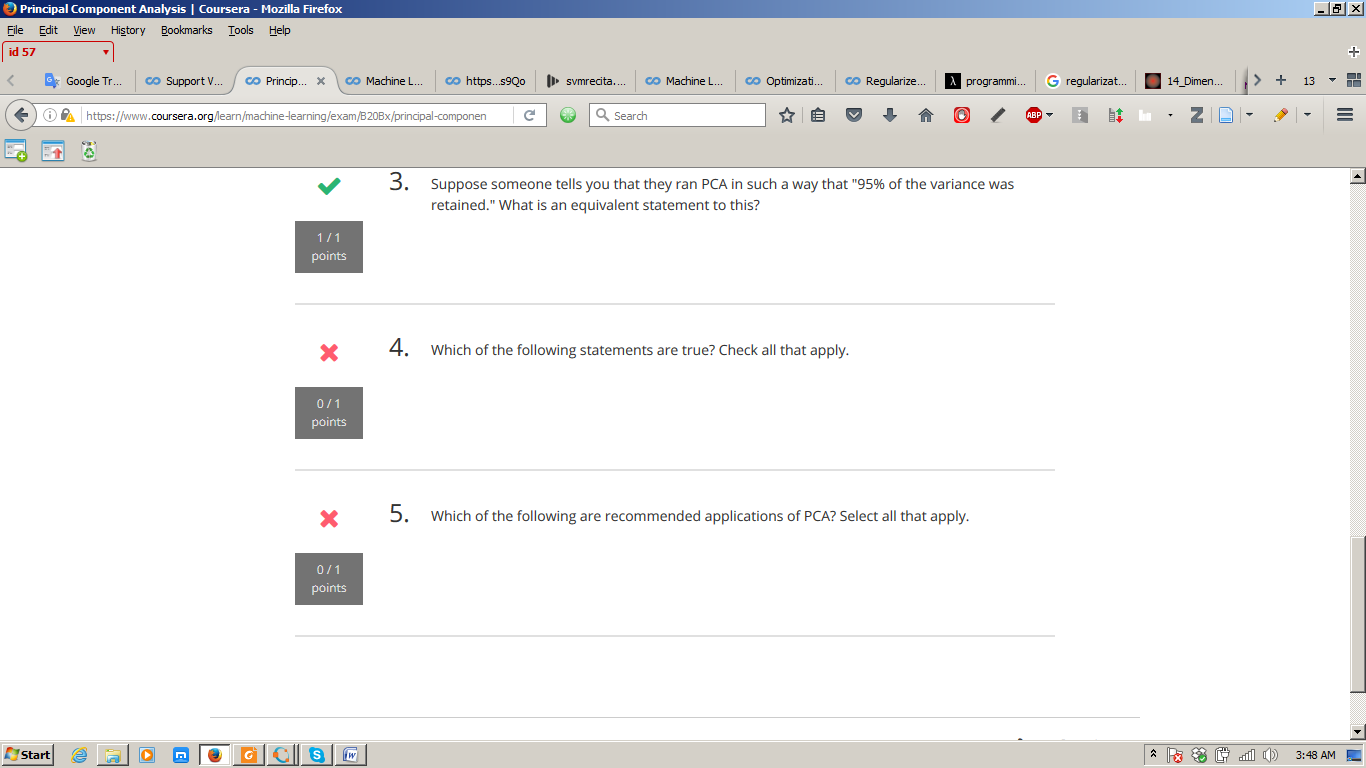 Principal Component Analysis | Coursera - Mozilla Firefox
File Edit View History Bookmarks Tools Help
id 57
Google Tr... Support V... Princip... Machine L... https...s9Qo svmrecita.... Machine L... Optimizati... Regularize... programmi... regularizat... 14_Dimen... 13
https://www.coursera.org/learn/machine-learning/exam/B20Bx/principal-componen
Search
ABP
3. Suppose someone tells you that they ran PCA in such a way that "95% of the variance was
retained." What is an equivalent statement to this?
1 / 1
points
4. Which of the following statements are true? Check all that apply.
0 / 1
points
5. Which of the following are recommended applications of PCA? Select all that apply.
0 / 1
points
Start
3:48 AM